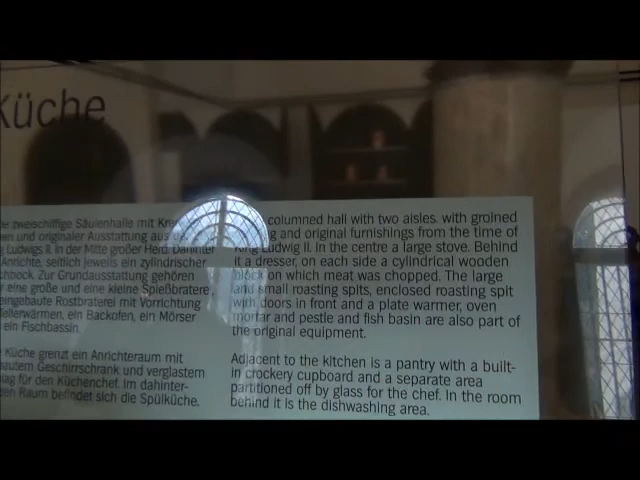 Küche
zweischiffige Säulenhalle mit
und originaler Ausstattung aus
Ludwigs II. In der Mitte großer Herd. Dahinter
Anrichte, seitlich jeweils ein zylindrischer
Zur Grundausstattung gehören
eine große und eine kleine Spießbraterei,
eingebaute Rostbraterei mit Vorrichtung
Tellerwärmen, ein Backofen, ein Mörser
ein Fischbassin.
Küche grenzt ein Anrichteraum mit
Geschirrschrank und verglastem
für den Küchenchef. Im dahinter-
Raum befindet sich die Spülküche.
columned hall with two aisles. with groined
and original furnishings from the time of
King Ludwig II. In the centre a large stove. Behind
it a dresser, on each side a cylindrical wooden
block on which meat was chopped. The large
and small roasting spits, enclosed roasting spit
with doors in front and a plate warmer, oven
mortar and pestle and fish basin are also part of
the original equipment.
Adjacent to the kitchen is a pantry with a built-
in crockery cupboard and a separate area
partitioned off by glass for the chef. In the room
behind it is the dishwashing area.